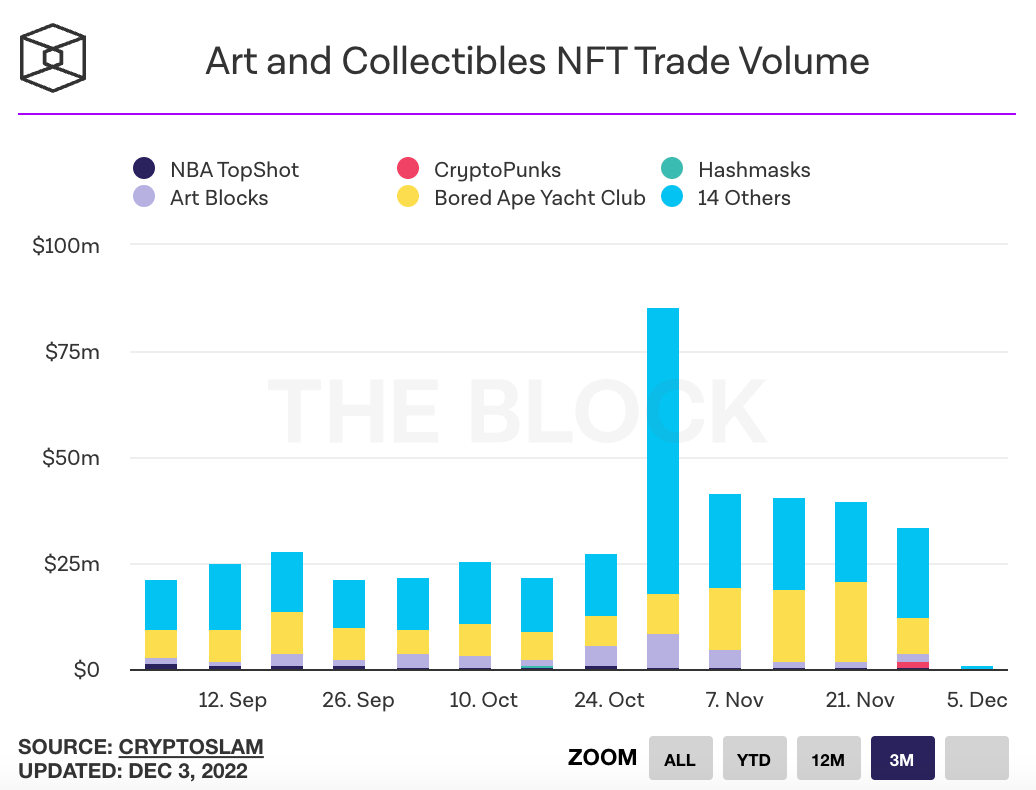 Art and Collectibles NFT Trade Volume
NBA TopShot
CryptoPunks
Hashmasks
Art Blocks
Bored Ape Yacht Club
14 Others
$100m
$75m
THE BLOCK
$50m
$25m
$0
12. Sep
26. Sep
10. Oct
24. Oct
7. Nov
21. Nov
5. Dec
SOURCE: CRYPTOSLAM
UPDATED: DEC 3, 2022
ZOOM
ALL
YTD
12M
3M